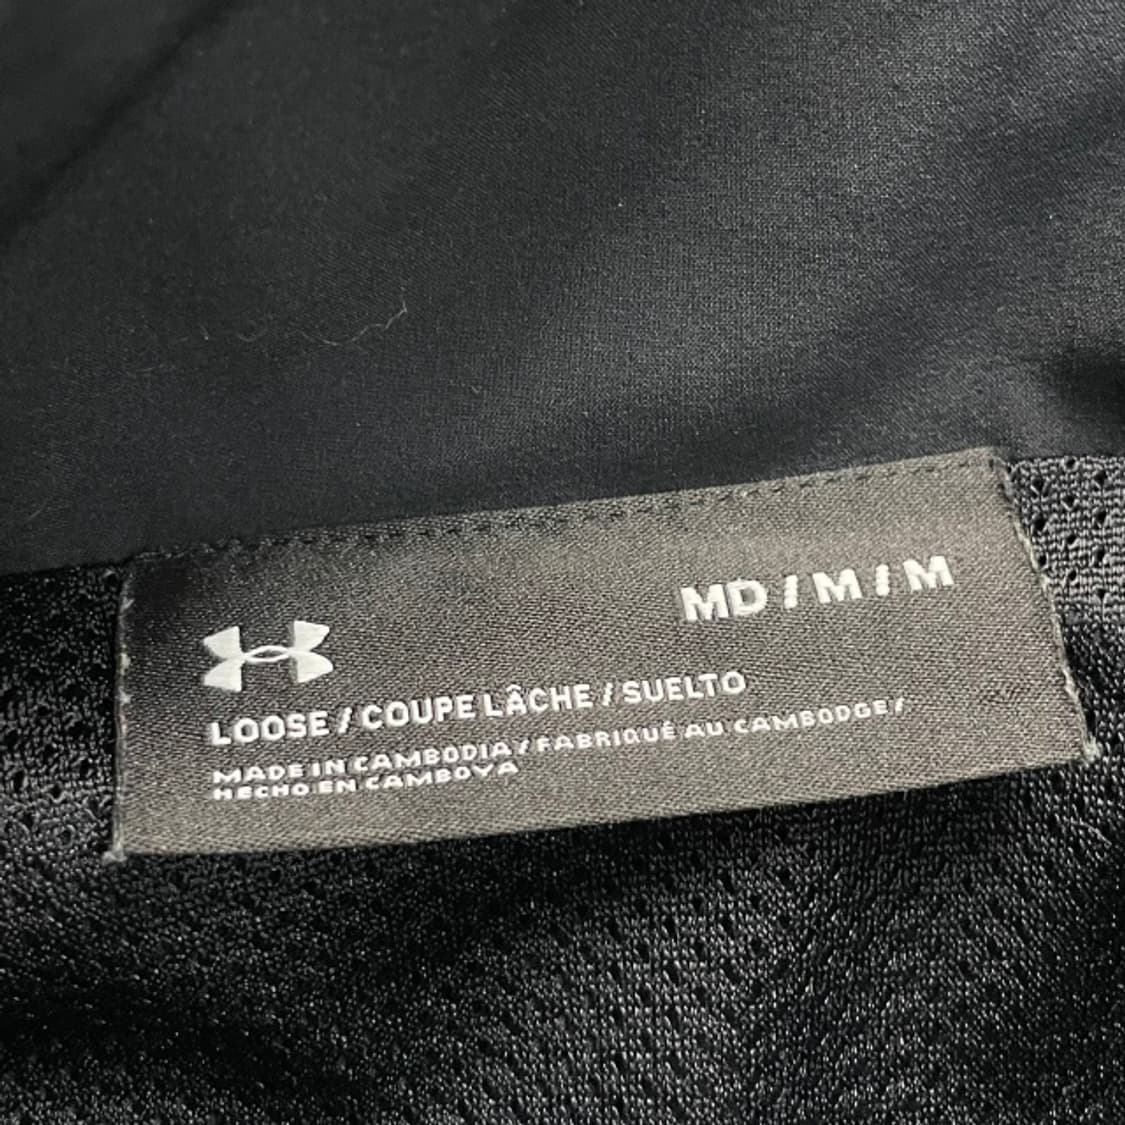 MD / M / M
LOOSE / COUPE LÂCHE / SUELTO
MADE IN CAMBODIA / FABRIQUÉ AU CAMBODGE /
HECHO EN CAMBOYA